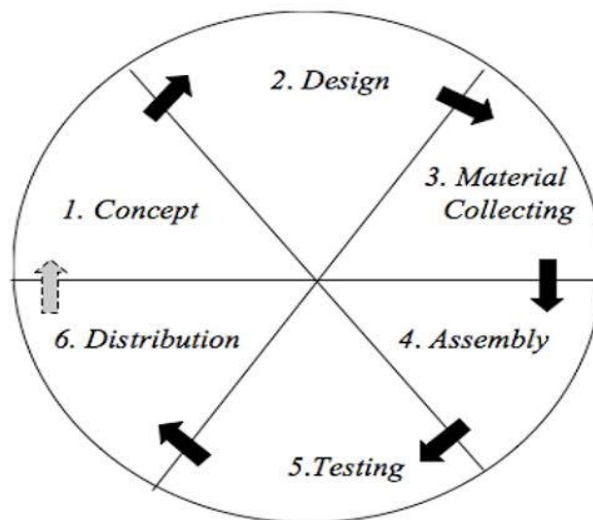 1. Concept
2. Design
3. Material
Collecting
4. Assembly
5.Testing
6. Distribution